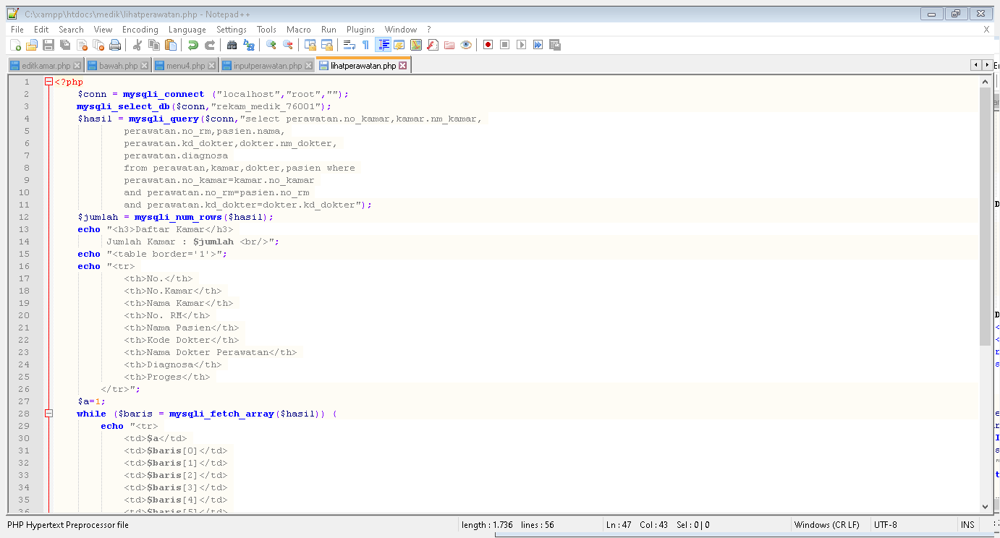 C:\xampp\htdocs\medik\lihatperawatan.php - Notepad++
File Edit Search View Encoding Language Settings Tools Macro Run Plugins Window ? X
editkamar.php bawah.php menu4.php inputperawatan.php lihatperawatan.php
1 <?php
2 $conn = mysqli_connect ("localhost","root","");
3 mysqli_select_db($conn,"rekam_medik_76001");
4 $hasil = mysqli_query($conn,"select perawatan.no_kamar,kamar.nm_kamar,
5 perawatan.no_rm,pasien.nama,
6 perawatan.kd_dokter,dokter.nm_dokter,
7 perawatan.diagnosa
8 from perawatan,kamar,dokter,pasien where
9 perawatan.no_kamar=kamar.no_kamar
10 and perawatan.no_rm=pasien.no_rm
11 and perawatan.kd_dokter=dokter.kd_dokter");
12 $jumlah = mysqli_num_rows($hasil);
13 echo "<h3>Daftar Kamar</h3>
14 Jumlah Kamar : $jumlah <br/>";
15 echo "<table border='1'>";
16 echo "<tr>
17 <th>No.</th>
18 <th>No.Kamar</th>
19 <th>Nama Kamar</th>
20 <th>No. RM</th>
21 <th>Nama Pasien</th>
22 <th>Kode Dokter</th>
23 <th>Nama Dokter Perawatan</th>
24 <th>Diagnosa</th>
25 <th>Proges</th>
26 </tr>";
27 $a=1;
28 while ($baris = mysqli_fetch_array($hasil)) {
29 echo "<tr>
30 <td>$a</td>
31 <td>$baris[0]</td>
32 <td>$baris[1]</td>
33 <td>$baris[2]</td>
34 <td>$baris[3]</td>
35 <td>$baris[4]</td>
36 <td>$baris[5]</td>
PHP Hypertext Preprocessor file length : 1.736 lines : 56 Ln : 47 Col : 43 Sel : 0 | 0 Windows (CR LF) UTF-8 INS